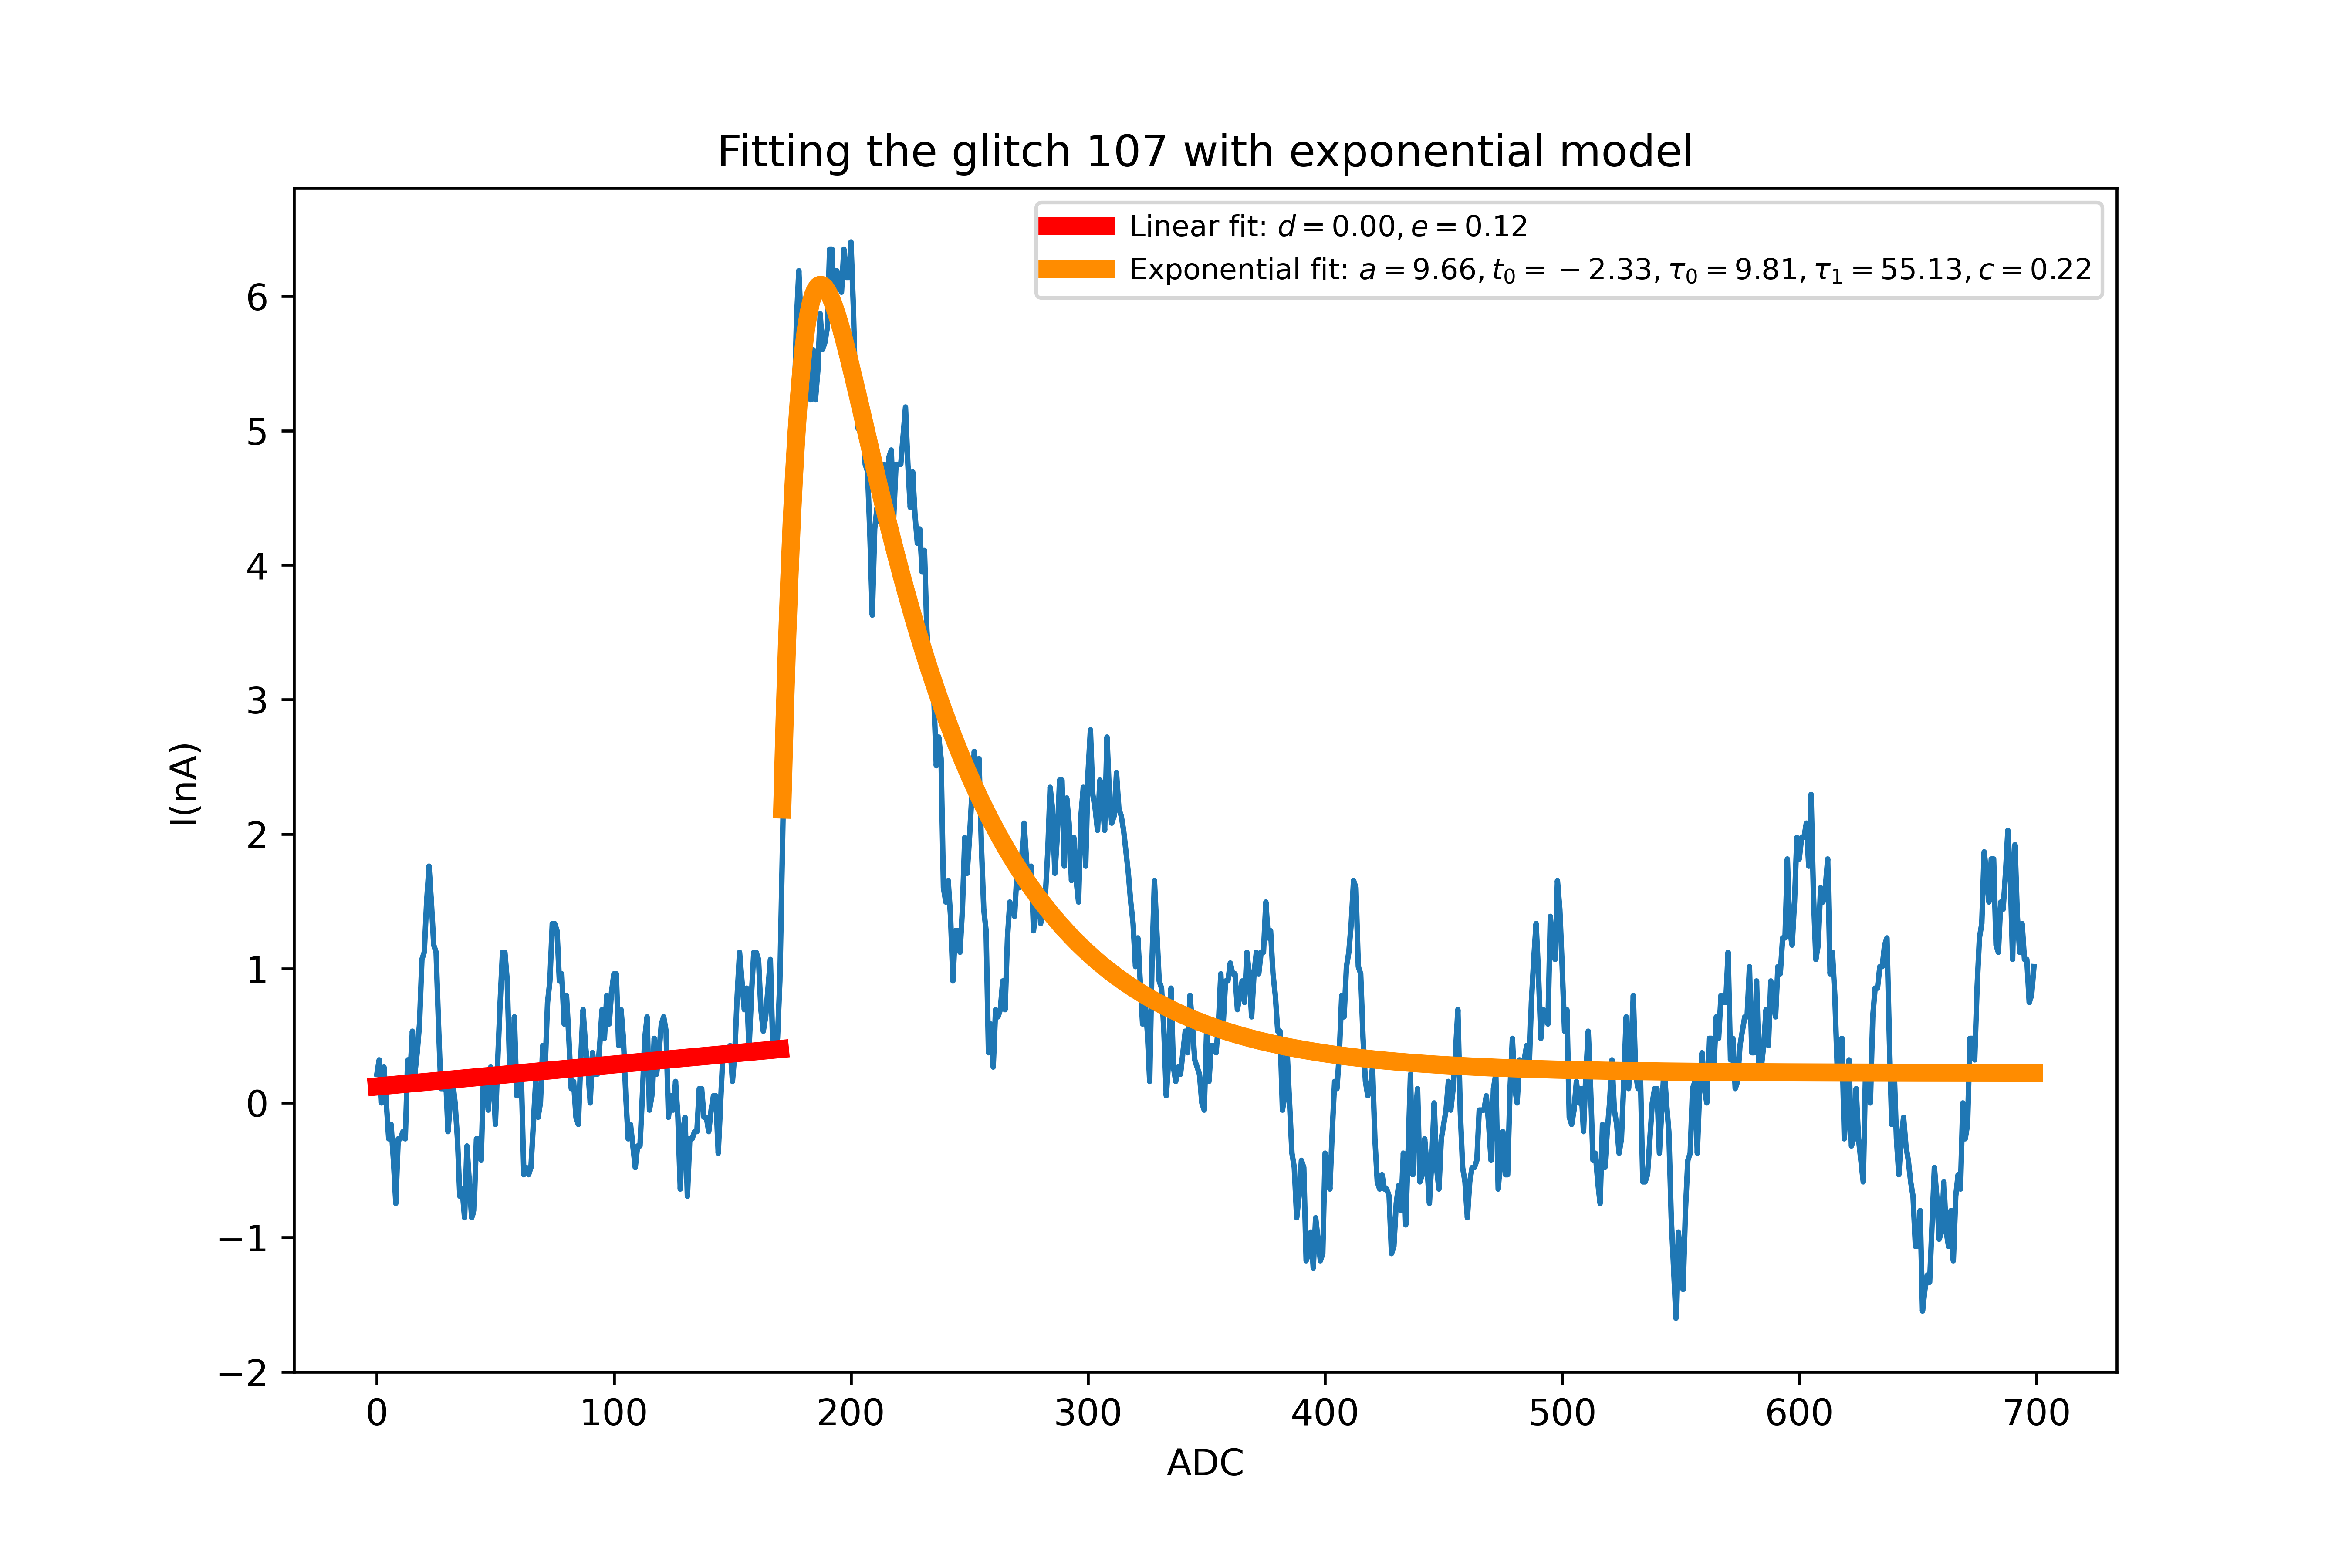 Fitting the glitch 107 with exponential model
Linear fit: d = 0.00, e = 0.12
Exponential fit: a = 9.66, t₀ = −2.33, τ₀ = 9.81, τ₁ = 55.13, c = 0.22
6
5
4
3
2
1
0
−1
−2
I(nA)
0 100 200 300 400 500 600 700
ADC